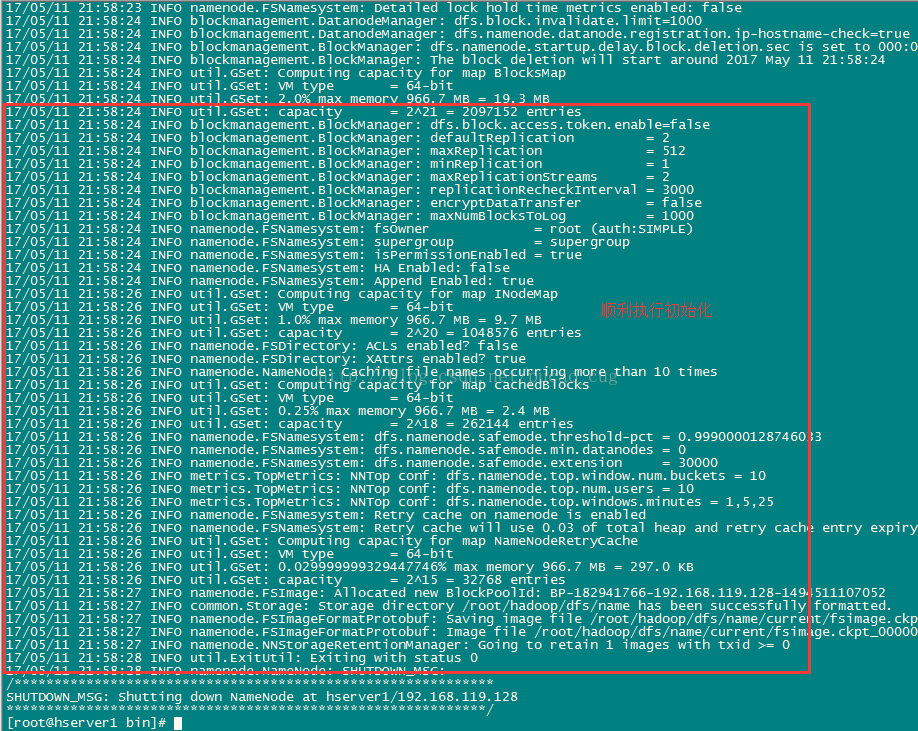 17/05/11 21:58:23 INFO namenode.FSNamesystem: Detailed lock hold time metrics enabled: false
17/05/11 21:58:24 INFO blockmanagement.DatanodeManager: dfs.block.invalidate.limit=1000
17/05/11 21:58:24 INFO blockmanagement.DatanodeManager: dfs.namenode.datanode.registration.ip-hostname-check=true
17/05/11 21:58:24 INFO blockmanagement.BlockManager: dfs.namenode.startup.delay.block.deletion.sec is set to 000:0
17/05/11 21:58:24 INFO blockmanagement.BlockManager: The block deletion will start around 2017 May 11 21:58:24
17/05/11 21:58:24 INFO util.GSet: Computing capacity for map BlocksMap
17/05/11 21:58:24 INFO util.GSet: VM type       = 64-bit
17/05/11 21:58:24 INFO util.GSet: 2.0% max memory 966.7 MB = 19.3 MB
17/05/11 21:58:24 INFO util.GSet: capacity      = 2^21 = 2097152 entries
17/05/11 21:58:24 INFO blockmanagement.BlockManager: dfs.block.access.token.enable=false
17/05/11 21:58:24 INFO blockmanagement.BlockManager: defaultReplication         = 2
17/05/11 21:58:24 INFO blockmanagement.BlockManager: maxReplication             = 512
17/05/11 21:58:24 INFO blockmanagement.BlockManager: minReplication             = 1
17/05/11 21:58:24 INFO blockmanagement.BlockManager: maxReplicationStreams      = 2
17/05/11 21:58:24 INFO blockmanagement.BlockManager: replicationRecheckInterval = 3000
17/05/11 21:58:24 INFO blockmanagement.BlockManager: encryptDataTransfer        = false
17/05/11 21:58:24 INFO blockmanagement.BlockManager: maxNumBlocksToLog          = 1000
17/05/11 21:58:26 INFO namenode.FSNamesystem: fsOwner             = root (auth:SIMPLE)
17/05/11 21:58:26 INFO namenode.FSNamesystem: supergroup          = supergroup
17/05/11 21:58:26 INFO namenode.FSNamesystem: isPermissionEnabled = true
17/05/11 21:58:26 INFO namenode.FSNamesystem: HA Enabled: false
17/05/11 21:58:26 INFO namenode.FSNamesystem: Append Enabled: true
17/05/11 21:58:26 INFO util.GSet: Computing capacity for map INodeMap
17/05/11 21:58:26 INFO util.GSet: VM type       = 64-bit
顺利执行初始化
17/05/11 21:58:26 INFO util.GSet: 1.0% max memory 966.7 MB = 9.7 MB
17/05/11 21:58:26 INFO util.GSet: capacity      = 2^20 = 1048576 entries
17/05/11 21:58:26 INFO namenode.FSDirectory: ACLs enabled? false
17/05/11 21:58:26 INFO namenode.FSDirectory: XAttrs enabled? true
17/05/11 21:58:26 INFO namenode.NameNode: Caching file names occuring more than 10 times
17/05/11 21:58:26 INFO util.GSet: Computing capacity for map cachedBlocks
17/05/11 21:58:26 INFO util.GSet: VM type       = 64-bit
17/05/11 21:58:26 INFO util.GSet: 0.25% max memory 966.7 MB = 2.4 MB
17/05/11 21:58:26 INFO util.GSet: capacity      = 2^18 = 262144 entries
17/05/11 21:58:26 INFO namenode.FSNamesystem: dfs.namenode.safemode.threshold-pct = 0.9990000128746033
17/05/11 21:58:26 INFO namenode.FSNamesystem: dfs.namenode.safemode.min.datanodes = 0
17/05/11 21:58:26 INFO namenode.FSNamesystem: dfs.namenode.safemode.extension     = 30000
17/05/11 21:58:26 INFO metrics.TopMetrics: NNTop conf: dfs.namenode.top.window.num.buckets = 10
17/05/11 21:58:26 INFO metrics.TopMetrics: NNTop conf: dfs.namenode.top.num.users = 10
17/05/11 21:58:26 INFO metrics.TopMetrics: NNTop conf: dfs.namenode.top.windows.minutes = 1,5,25
17/05/11 21:58:26 INFO namenode.FSNamesystem: Retry cache on namenode is enabled
17/05/11 21:58:26 INFO namenode.FSNamesystem: Retry cache will use 0.03 of total heap and retry cache entry expiry
17/05/11 21:58:26 INFO util.GSet: Computing capacity for map NameNodeRetryCache
17/05/11 21:58:26 INFO util.GSet: VM type       = 64-bit
17/05/11 21:58:26 INFO util.GSet: 0.029999999329447746% max memory 966.7 MB = 297.0 KB
17/05/11 21:58:26 INFO util.GSet: capacity      = 2^15 = 32768 entries
17/05/11 21:58:27 INFO namenode.FSImage: Allocated new BlockPoolId: BP-182941766-192.168.119.128-1494511107052
17/05/11 21:58:27 INFO common.Storage: Storage directory /root/hadoop/dfs/name has been successfully formatted.
17/05/11 21:58:27 INFO namenode.FSImageFormatProtobuf: Saving image file /root/hadoop/dfs/name/current/fsimage.ckp
17/05/11 21:58:27 INFO namenode.FSImageFormatProtobuf: Image file /root/hadoop/dfs/name/current/fsimage.ckpt_00000
17/05/11 21:58:27 INFO namenode.NNStorageRetentionManager: Going to retain 1 images with txid >= 0
17/05/11 21:58:28 INFO util.ExitUtil: Exiting with status 0
17/05/11 21:58:28 INFO namenode.NameNode: SHUTDOWN_MSG:
/************************************************************
SHUTDOWN_MSG: Shutting down NameNode at hserver1/192.168.119.128
************************************************************/
[root@hserver1 bin]#